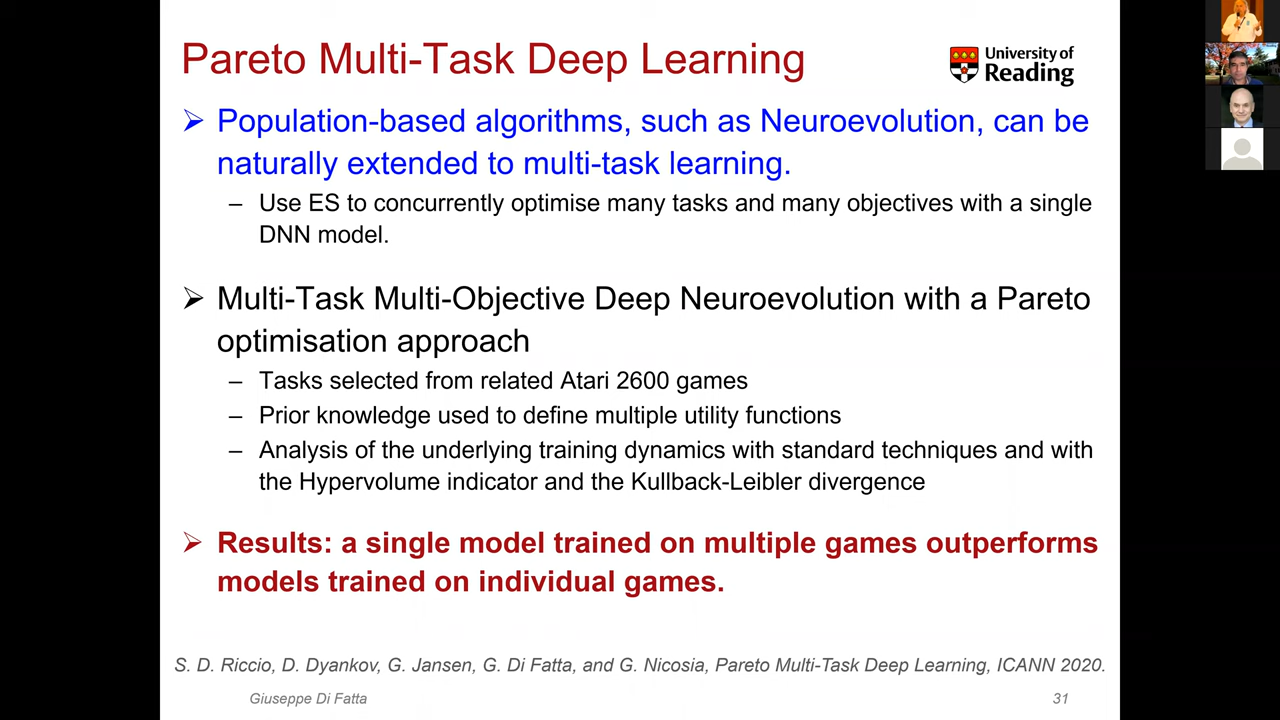 Pareto Multi-Task Deep Learning
University of
Reading
➢ Population-based algorithms, such as Neuroevolution, can be
naturally extended to multi-task learning.
– Use ES to concurrently optimise many tasks and many objectives with a single
DNN model.
➢ Multi-Task Multi-Objective Deep Neuroevolution with a Pareto
optimisation approach
– Tasks selected from related Atari 2600 games
– Prior knowledge used to define multiple utility functions
– Analysis of the underlying training dynamics with standard techniques and with
the Hypervolume indicator and the Kullback-Leibler divergence
➢ Results: a single model trained on multiple games outperforms
models trained on individual games.
S. D. Riccio, D. Dyankov, G. Jansen, G. Di Fatta, and G. Nicosia, Pareto Multi-Task Deep Learning, ICANN 2020.
Giuseppe Di Fatta
31